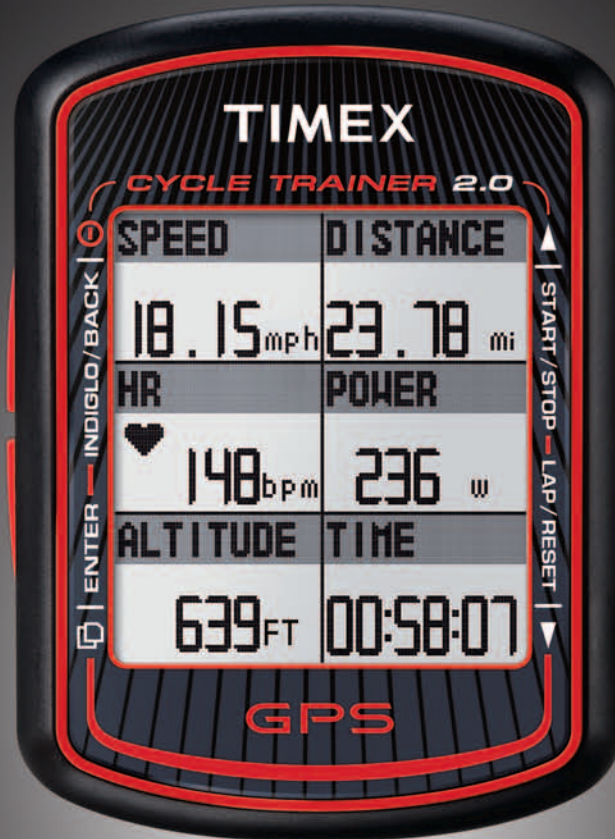 TIMEX
CYCLE TRAINER 2.0
SPEED DISTANCE
18.15mph 23.78 mi
HR POWER
148bpm 236 w
ALTITUDE TIME
639FT 00:58:07
ENTER INDIGLO/BACK
START/STOP LAP/RESET
GPS